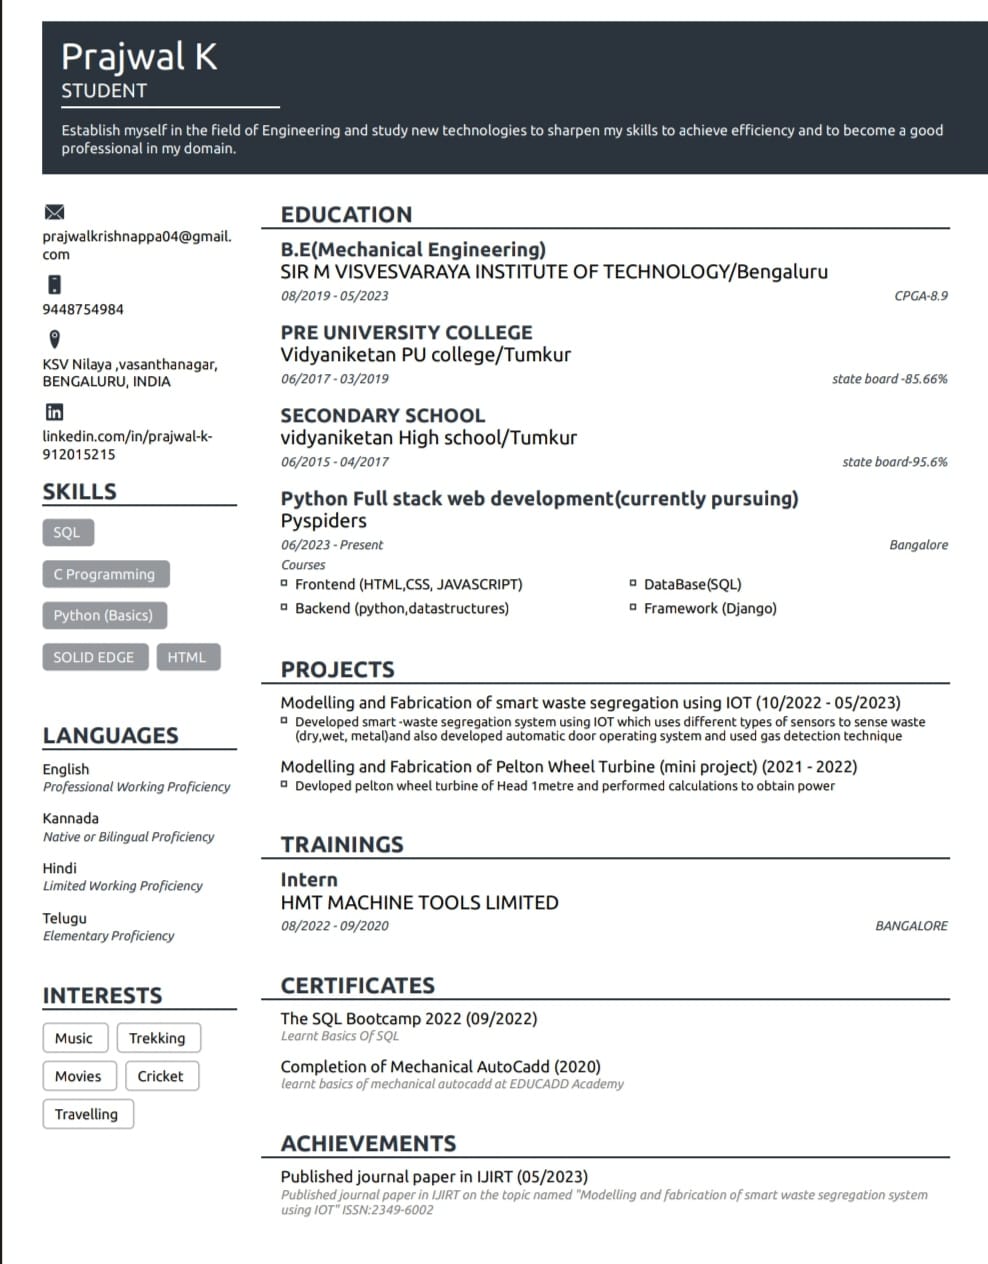 Prajwal K
STUDENT
Establish myself in the field of Engineering and study new technologies to sharpen my skills to achieve efficiency and to become a good
professional in my domain.
prajwalkrishnappa04@gmail.
com
9448754984
KSV Nilaya ,vasanthanagar,
BENGALURU, INDIA
linkedin.com/in/prajwal-k-
912015215
SKILLS
SQL
C Programming
Python (Basics)
SOLID EDGE HTML
LANGUAGES
English
Professional Working Proficiency
Kannada
Native or Bilingual Proficiency
Hindi
Limited Working Proficiency
Telugu
Elementary Proficiency
INTERESTS
Music Trekking
Movies Cricket
Travelling
EDUCATION
B.E(Mechanical Engineering)
SIR M VISVESVARAYA INSTITUTE OF TECHNOLOGY/Bengaluru
08/2019 - 05/2023 CPGA-8.9
PRE UNIVERSITY COLLEGE
Vidyaniketan PU college/Tumkur
06/2017 - 03/2019 state board -85.66%
SECONDARY SCHOOL
vidyaniketan High school/Tumkur
06/2015 - 04/2017 state board-95.6%
Python Full stack web development(currently pursuing)
Pyspiders
06/2023 - Present Bangalore
Courses
Frontend (HTML,CSS, JAVASCRIPT) DataBase(SQL)
Backend (python,datastructures) Framework (Django)
PROJECTS
Modelling and Fabrication of smart waste segregation using IOT (10/2022 - 05/2023)
Developed smart -waste segregation system using IOT which uses different types of sensors to sense waste
(dry,wet, metal)and also developed automatic door operating system and used gas detection technique
Modelling and Fabrication of Pelton Wheel Turbine (mini project) (2021 - 2022)
Devloped pelton wheel turbine of Head 1metre and performed calculations to obtain power
TRAININGS
Intern
HMT MACHINE TOOLS LIMITED
08/2022 - 09/2020 BANGALORE
CERTIFICATES
The SQL Bootcamp 2022 (09/2022)
Learnt Basics Of SQL
Completion of Mechanical AutoCadd (2020)
learnt basics of mechanical autocadd at EDUCADD Academy
ACHIEVEMENTS
Published journal paper in IJIRT (05/2023)
Published journal paper in IJIRT on the topic named "Modelling and fabrication of smart waste segregation system
using IOT" ISSN:2349-6002